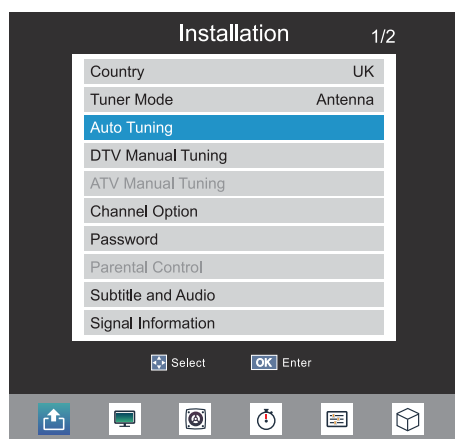 Installation 1/2
Country UK
Tuner Mode Antenna
Auto Tuning
DTV Manual Tuning
ATV Manual Tuning
Channel Option
Password
Parental Control
Subtitle and Audio
Signal Information
Select OK Enter